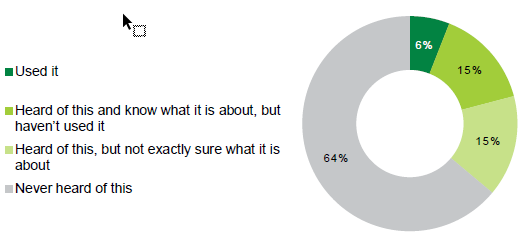 Used it
Heard of this and know what it is about, but
haven't used it
Heard of this, but not exactly sure what it is
about
Never heard of this
6%
15%
15%
64%